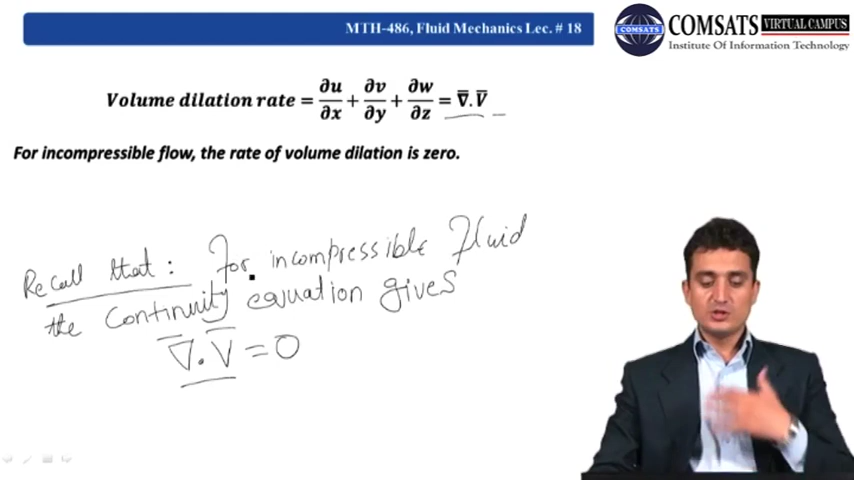 MTH-486, Fluid Mechanics Lec. # 18
COMSATS VIRTUAL CAMPUS
COMSATS
Institute Of Information Technology
Volume dilation rate = ∂u/∂x + ∂v/∂y + ∂w/∂z = ∇̅.V̅
For incompressible flow, the rate of volume dilation is zero.
Recall that : For incompressible Fluid
the Continuity equation gives
∇̅.V̅ = 0